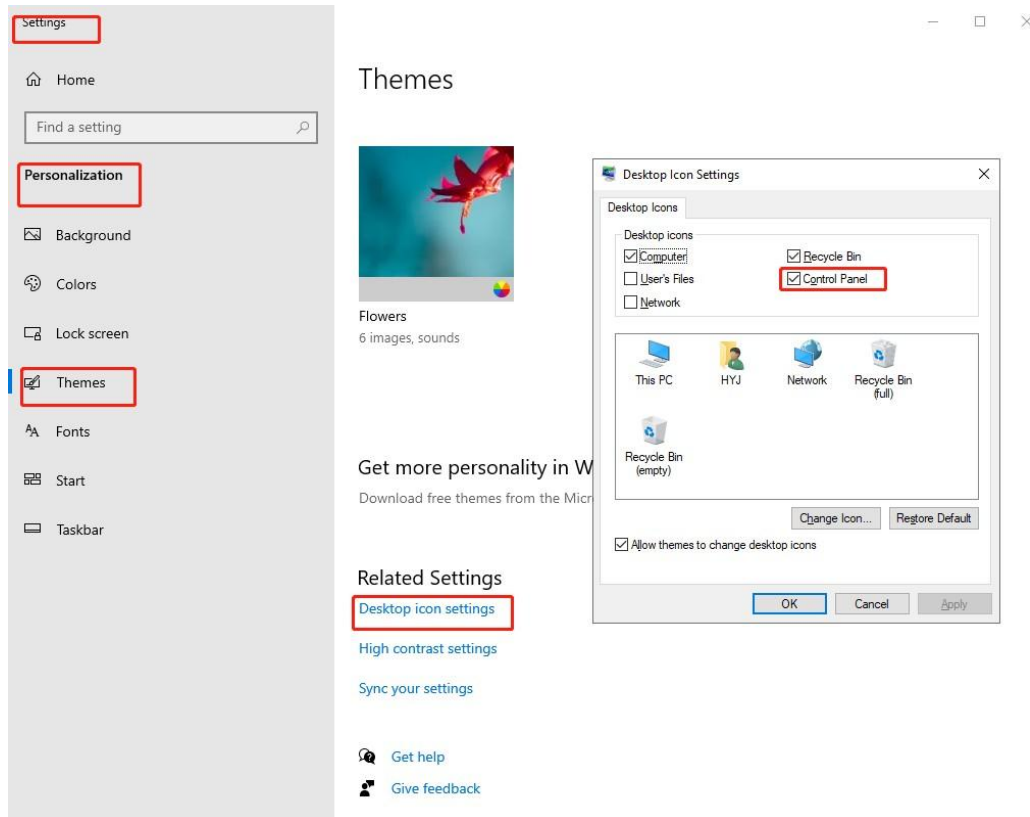 Settings
Home
Find a setting
Personalization
Background
Colors
Lock screen
Themes
Fonts
Start
Taskbar
Themes
Flowers
6 images, sounds
Get more personality in W
Download free themes from the Micr
Related Settings
Desktop icon settings
High contrast settings
Sync your settings
Get help
Give feedback
Desktop Icon Settings
Desktop Icons
Desktop icons
Computer
Recycle Bin
User's Files
Control Panel
Network
This PC
HYJ
Network
Recycle Bin
(full)
Recycle Bin
(empty)
Change Icon...
Restore Default
Allow themes to change desktop icons
OK
Cancel
Apply